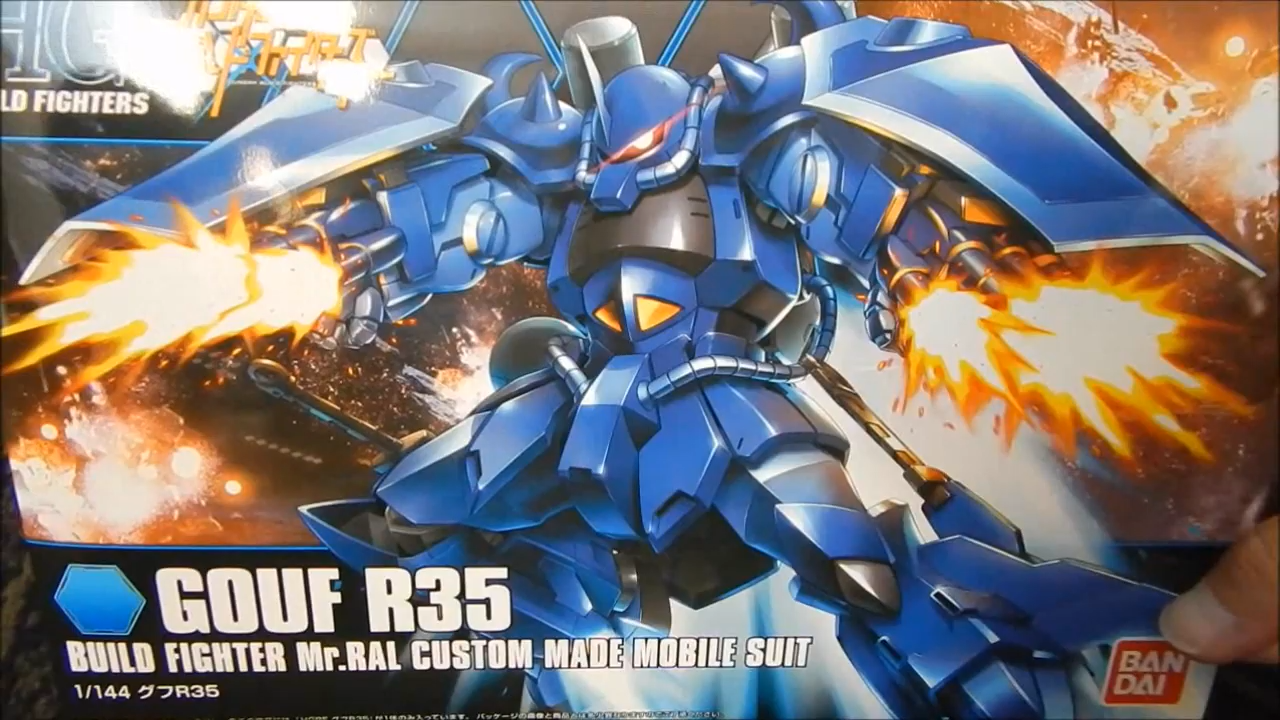 HG
LD FIGHTERS
GOUF R35
BUILD FIGHTER Mr.RAL CUSTOM MADE MOBILE SUIT
1/144 グフR35
BAN
DAI